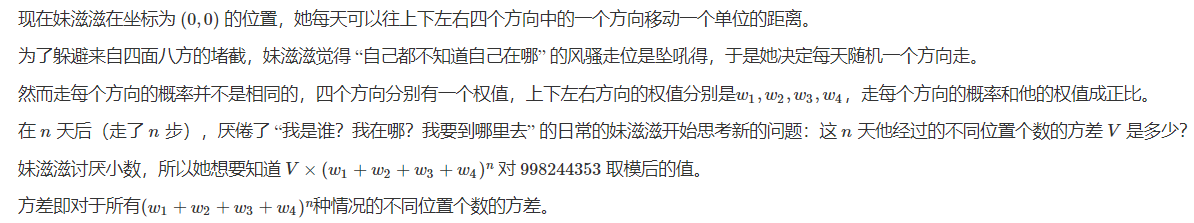 现在妹滋滋在坐标为 (0,0) 的位置，她每天可以往上下左右四个方向中的一个方向移动一个单位的距离。
为了躲避来自四面八方的堵截，妹滋滋觉得 “自己都不知道自己在哪” 的风骚走位是坠吼得，于是她决定每天随机一个方向走。
然而走每个方向的概率并不是相同的，四个方向分别有一个权值，上下左右方向的权值分别是w₁, w₂, w₃, w₄，走每个方向的概率和他的权值成正比。
在 n 天后（走了 n 步），厌倦了 “我是谁？我在哪？我要到哪里去” 的日常的妹滋滋开始思考新的问题：这 n 天他经过的不同位置个数的方差 V 是多少？
妹滋滋讨厌小数，所以她想要知道 V × (w₁ + w₂ + w₃ + w₄)ⁿ 对 998244353 取模后的值。
方差即对于所有(w₁ + w₂ + w₃ + w₄)ⁿ种情况的不同位置个数的方差。